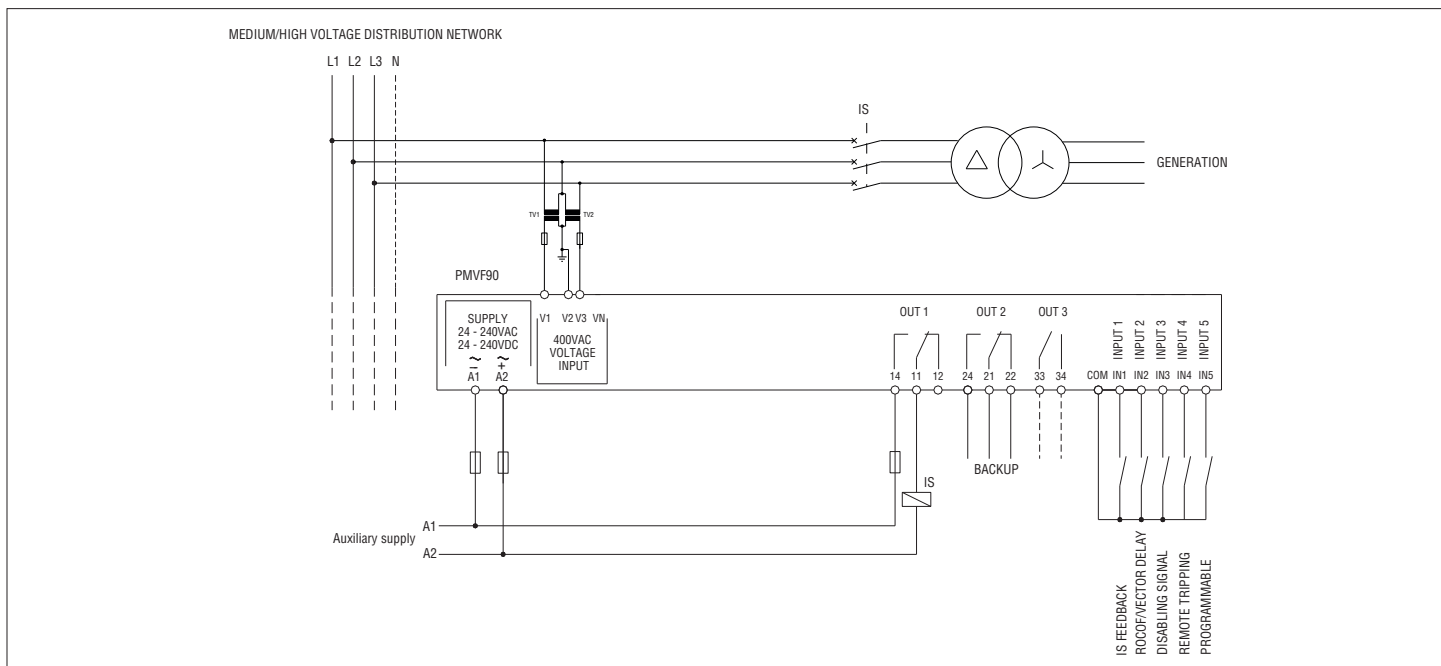 MEDIUM/HIGH VOLTAGE DISTRIBUTION NETWORK
L1 L2 L3 N
IS
GENERATION
TV1 TV2
PMVF90
SUPPLY
24 - 240VAC
24 - 240VDC
~ ~
– +
A1 A2
V1 V2 V3 VN
400VAC
VOLTAGE
INPUT
OUT 1
OUT 2
OUT 3
INPUT 1
INPUT 2
INPUT 3
INPUT 4
INPUT 5
14 11 12
24 21 22
33 34
COM IN1 IN2 IN3 IN4 IN5
BACKUP
IS
Auxiliary supply
A1
A2
IS FEEDBACK
ROCOF/VECTOR DELAY
DISABLING SIGNAL
REMOTE TRIPPING
PROGRAMMABLE